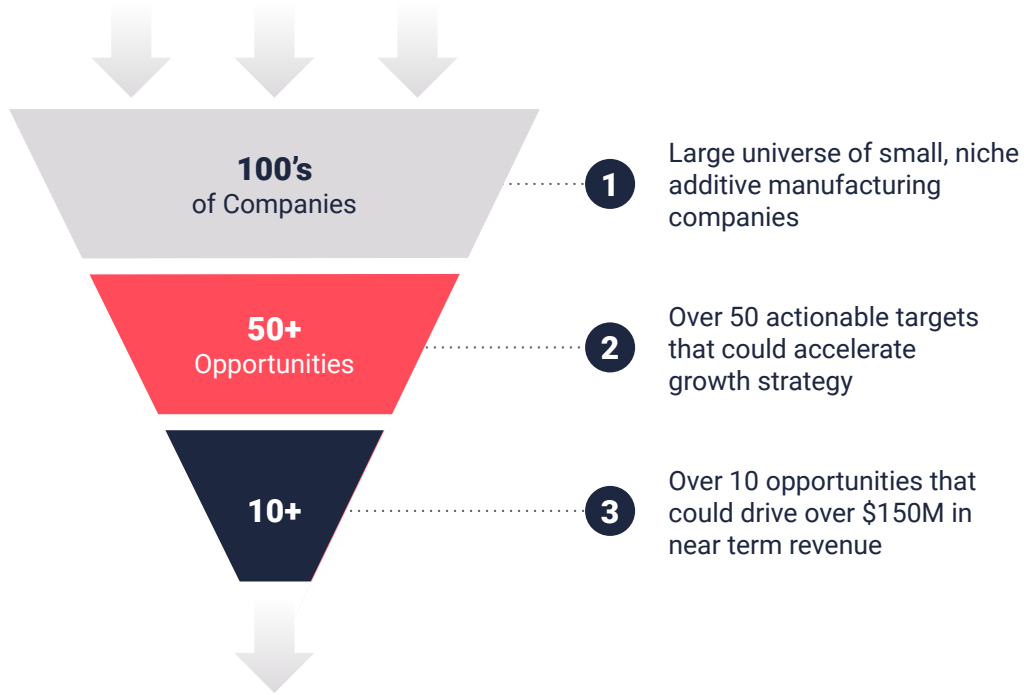 100’s
of Companies
1
Large universe of small, niche
additive manufacturing
companies
50+
Opportunities
2
Over 50 actionable targets
that could accelerate
growth strategy
10+
3
Over 10 opportunities that
could drive over $150M in
near term revenue